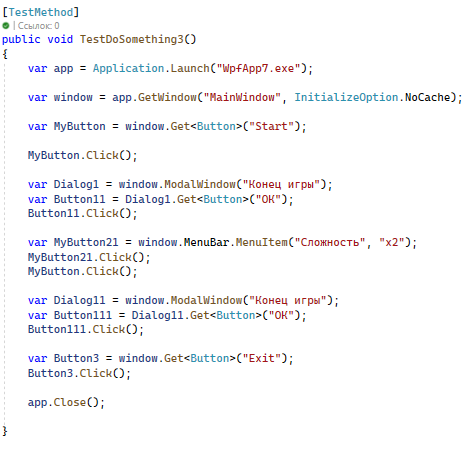 [TestMethod]
| Ссылок: 0
public void TestDoSomething3()
{
var app = Application.Launch("WpfApp7.exe");
var window = app.GetWindow("MainWindow", InitializeOption.NoCache);
var MyButton = window.Get<Button>("Start");
MyButton.Click();
var Dialog1 = window.ModalWindow("Конец игры");
var Button11 = Dialog1.Get<Button>("ОК");
Button11.Click();
var MyButton21 = window.MenuBar.MenuItem("Сложность", "x2");
MyButton21.Click();
MyButton.Click();
var Dialog11 = window.ModalWindow("Конец игры");
var Button111 = Dialog11.Get<Button>("ОК");
Button111.Click();
var Button3 = window.Get<Button>("Exit");
Button3.Click();
app.Close();
}